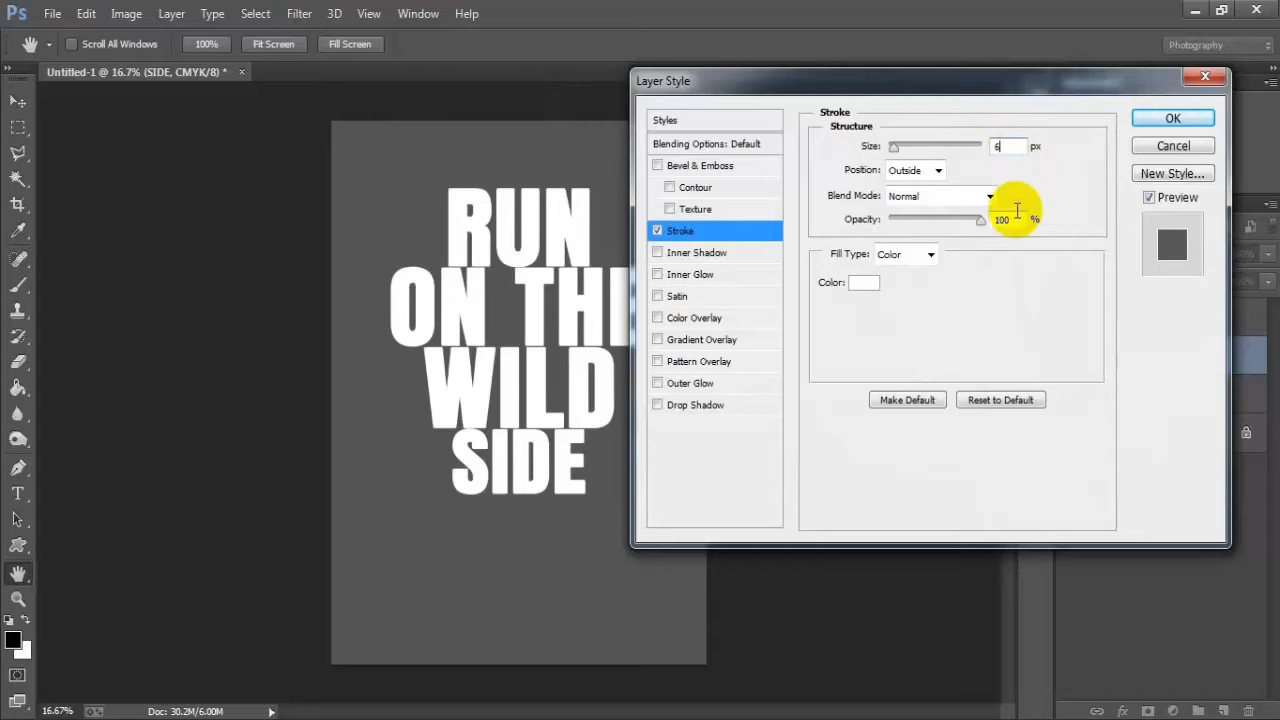 Ps File Edit Image Layer Type Select Filter 3D View Window Help
Scroll All Windows 100% Fit Screen Fill Screen Photography
Untitled-1 @ 16.7% (SIDE, CMYK/8) * ×
Layer Style
Styles
Blending Options: Default
Bevel & Emboss
Contour
Texture
Stroke
Inner Shadow
Inner Glow
Satin
Color Overlay
Gradient Overlay
Pattern Overlay
Outer Glow
Drop Shadow
Stroke
Structure
Size: 6 px
Position: Outside
Blend Mode: Normal
Opacity: 100 %
Fill Type: Color
Color:
Make Default Reset to Default
OK
Cancel
New Style...
Preview
RUN
ON THE
WILD
SIDE
16.67% Doc: 30.2M/6.00M